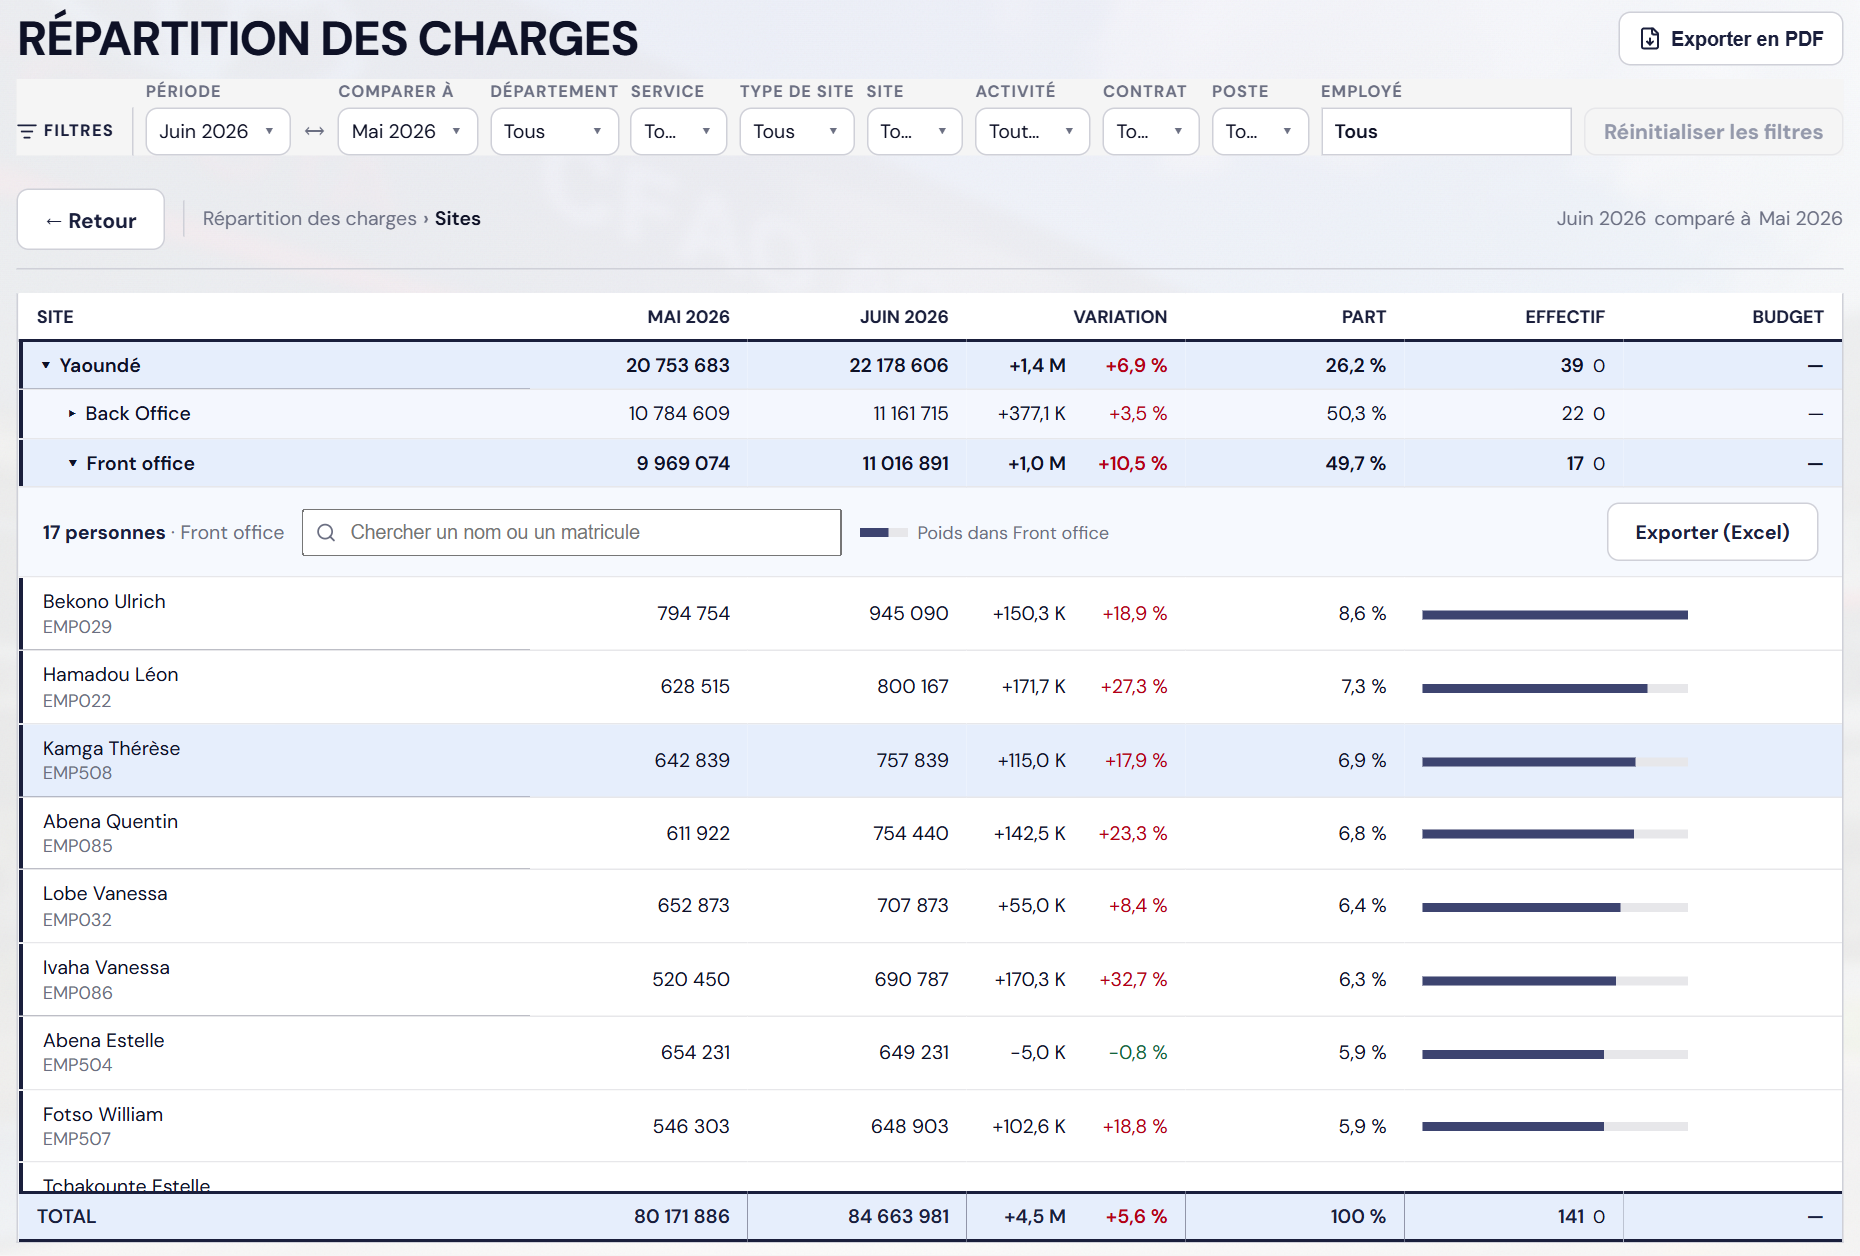 RÉPARTITION DES CHARGES
Exporter en PDF
FILTRES
PÉRIODE
Juin 2026
COMPARER À
Mai 2026
DÉPARTEMENT
Tous
SERVICE
To...
TYPE DE SITE
Tous
SITE
To...
ACTIVITÉ
Tout...
CONTRAT
To...
POSTE
To...
EMPLOYÉ
Tous
Réinitialiser les filtres
← Retour
Répartition des charges › Sites
Juin 2026 comparé à Mai 2026
SITE MAI 2026 JUIN 2026 VARIATION PART EFFECTIF BUDGET
▾ Yaoundé 20 753 683 22 178 606 +1,4 M +6,9 % 26,2 % 39 0 —
▸ Back Office 10 784 609 11 161 715 +377,1 K +3,5 % 50,3 % 22 0 —
▾ Front office 9 969 074 11 016 891 +1,0 M +10,5 % 49,7 % 17 0 —
17 personnes · Front office
Chercher un nom ou un matricule
Poids dans Front office
Exporter (Excel)
Bekono Ulrich
EMP029
794 754 945 090 +150,3 K +18,9 % 8,6 %
Hamadou Léon
EMP022
628 515 800 167 +171,7 K +27,3 % 7,3 %
Kamga Thérèse
EMP508
642 839 757 839 +115,0 K +17,9 % 6,9 %
Abena Quentin
EMP085
611 922 754 440 +142,5 K +23,3 % 6,8 %
Lobe Vanessa
EMP032
652 873 707 873 +55,0 K +8,4 % 6,4 %
Ivaha Vanessa
EMP086
520 450 690 787 +170,3 K +32,7 % 6,3 %
Abena Estelle
EMP504
654 231 649 231 -5,0 K -0,8 % 5,9 %
Fotso William
EMP507
546 303 648 903 +102,6 K +18,8 % 5,9 %
Tchakounte Estelle
TOTAL 80 171 886 84 663 981 +4,5 M +5,6 % 100 % 141 0 —